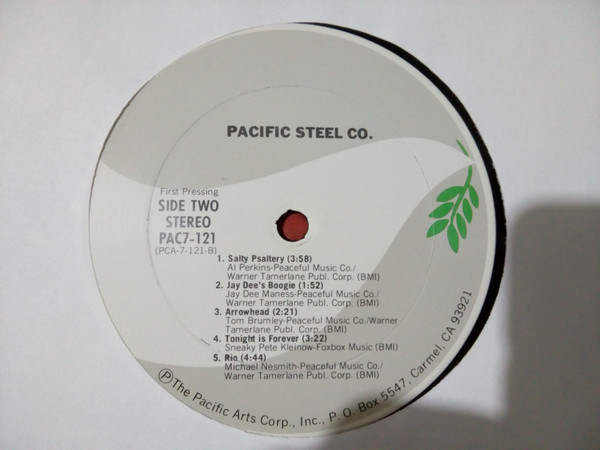 PACIFIC STEEL CO.
First Pressing
SIDE TWO
STEREO
PAC7-121
(PCA-7-121-B)
1. Salty Psaltery (3:58)
Al Perkins-Peaceful Music Co./
Warner Tamerlane Publ. Corp. (BMI)
2. Jay Dee's Boogie (1:52)
Jay Dee Maness-Peaceful Music Co./
Warner Tamerlane Publ. Corp. (BMI)
3. Arrowhead (2:21)
Tom Brumley-Peaceful Music Co./Warner
Tamerlane Publ. Corp. (BMI)
4. Tonight is Forever (3:22)
Sneaky Pete Kleinow-Foxbox Music (BMI)
5. Rio (4:44)
Michael Nesmith-Peaceful Music Co./
Warner Tamerlane Publ. Corp. (BMI)
Ⓟ The Pacific Arts Corp., Inc., P. O. Box 5547, Carmel, CA 93921